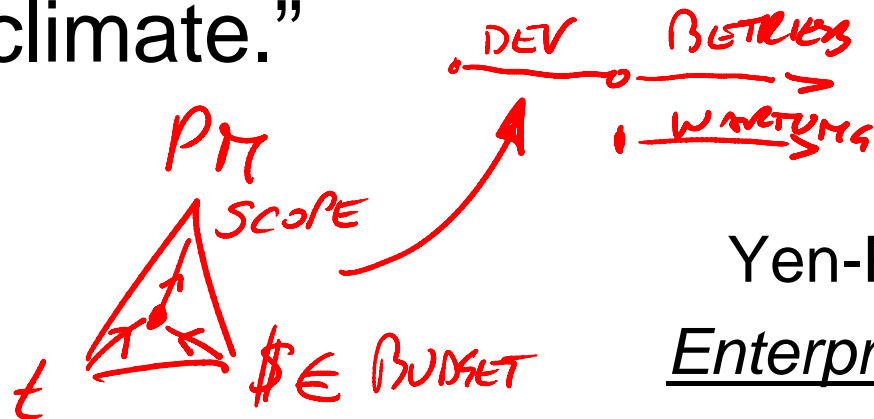 climate.”
DEV BETRIEB
WARTUNG
PM
SCOPE
Yen-
t $€ BUDGET
Enterpr